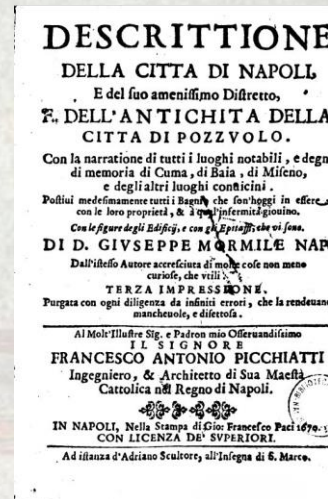 DESCRITTIONE
DELLA CITTA DI NAPOLI,
E del ſuo ameniſſimo Diſtretto,
E, DELL'ANTICHITA DELLA
CITTA DI POZZVOLO.
Con la narratione di tutti i luoghi notabili, e degn
di memoria di Cuma, di Baia, di Miſeno,
e degli altri luoghi conuicini.
Poſtiui medeſimamente tutti i Bagni, che ſon'hoggi in eſſere
con le loro proprietà, & à qual'infermità giouino.
Con le figure degli Edificij, e con gli Epitaffi, che vi ſono.
DI D. GIVSEPPE MORMILE NAP
Dall'iſteſſo Autore accreſciuta di molte coſe non meno
curioſe, che vtili.
TERZA IMPRESSIONE.
Purgata con ogni diligenza da infiniti errori, che la rendeuano
mancheuole, e difettoſa.
Al Molt'Illuſtre Sig. e Padron mio Oſſeruandiſſimo
IL SIGNORE
FRANCESCO ANTONIO PICCHIATTI
Ingegniero, & Architetto di Sua Maeſtà
Cattolica nel Regno di Napoli.
IN NAPOLI, Nella Stampa di Gio: Franceſco Paci 1670.
CON LICENZA DE' SVPERIORI.
Ad iſtanza d'Adriano Scultore, all'Inſegna di S. Marco.